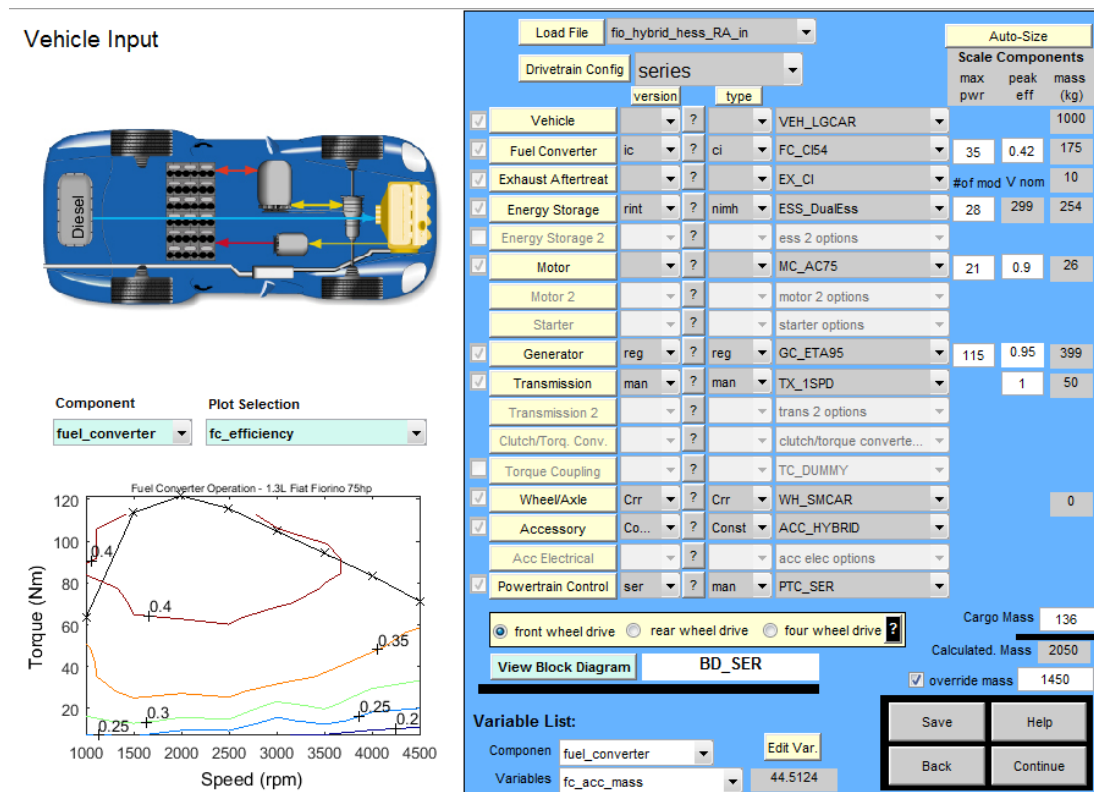 Vehicle Input
Diesel
Component Plot Selection
fuel_converter fc_efficiency
Fuel Converter Operation - 1.3L Fiat Fiorino 75hp
Torque (Nm)
120
100
80
60
40
20
0.4
0.4
0.35
0.3
0.25
0.25
0.2
1000 1500 2000 2500 3000 3500 4000 4500
Speed (rpm)
Load File fio_hybrid_hess_RA_in
Auto-Size
Drivetrain Config series
Scale Components
version type
max pwr peak eff mass (kg)
Vehicle ? VEH_LGCAR 1000
Fuel Converter ic ? ci FC_CI54 35 0.42 175
Exhaust Aftertreat ? EX_CI #of mod V nom 10
Energy Storage rint ? nimh ESS_DualEss 28 299 254
Energy Storage 2 ? ess 2 options
Motor ? MC_AC75 21 0.9 26
Motor 2 ? motor 2 options
Starter ? starter options
Generator reg ? reg GC_ETA95 115 0.95 399
Transmission man ? man TX_1SPD 1 50
Transmission 2 ? trans 2 options
Clutch/Torq. Conv. ? clutch/torque converte...
Torque Coupling ? TC_DUMMY
Wheel/Axle Crr ? Crr WH_SMCAR 0
Accessory Co... ? Const ACC_HYBRID
Acc Electrical ? acc elec options
Powertrain Control ser ? man PTC_SER
front wheel drive rear wheel drive four wheel drive ?
Cargo Mass 136
View Block Diagram BD_SER
Calculated. Mass 2050
override mass 1450
Variable List:
Componen fuel_converter Edit Var.
Variables fc_acc_mass 44.5124
Save Help
Back Continue